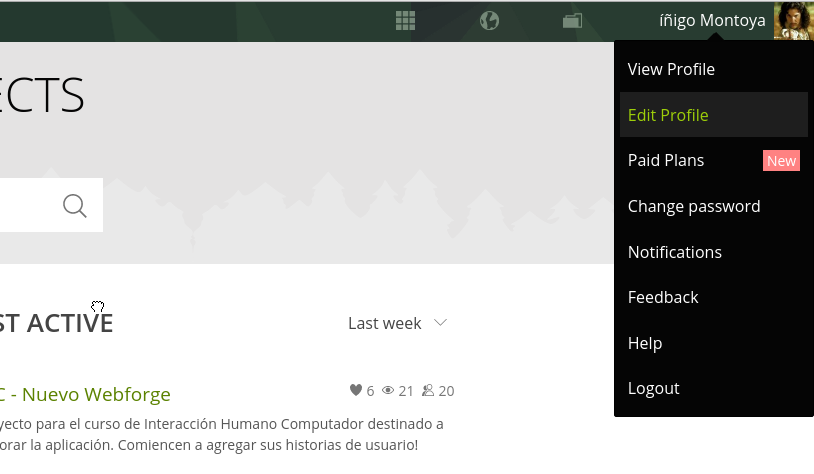 íñigo Montoya
View Profile
ECTS
Edit Profile
Paid Plans New
Change password
Notifications
Feedback
ST ACTIVE Last week
Help
C - Nuevo Webforge 6 21 20
Logout
yecto para el curso de Interacción Humano Computador destinado a
orar la aplicación. Comiencen a agregar sus historias de usuario!